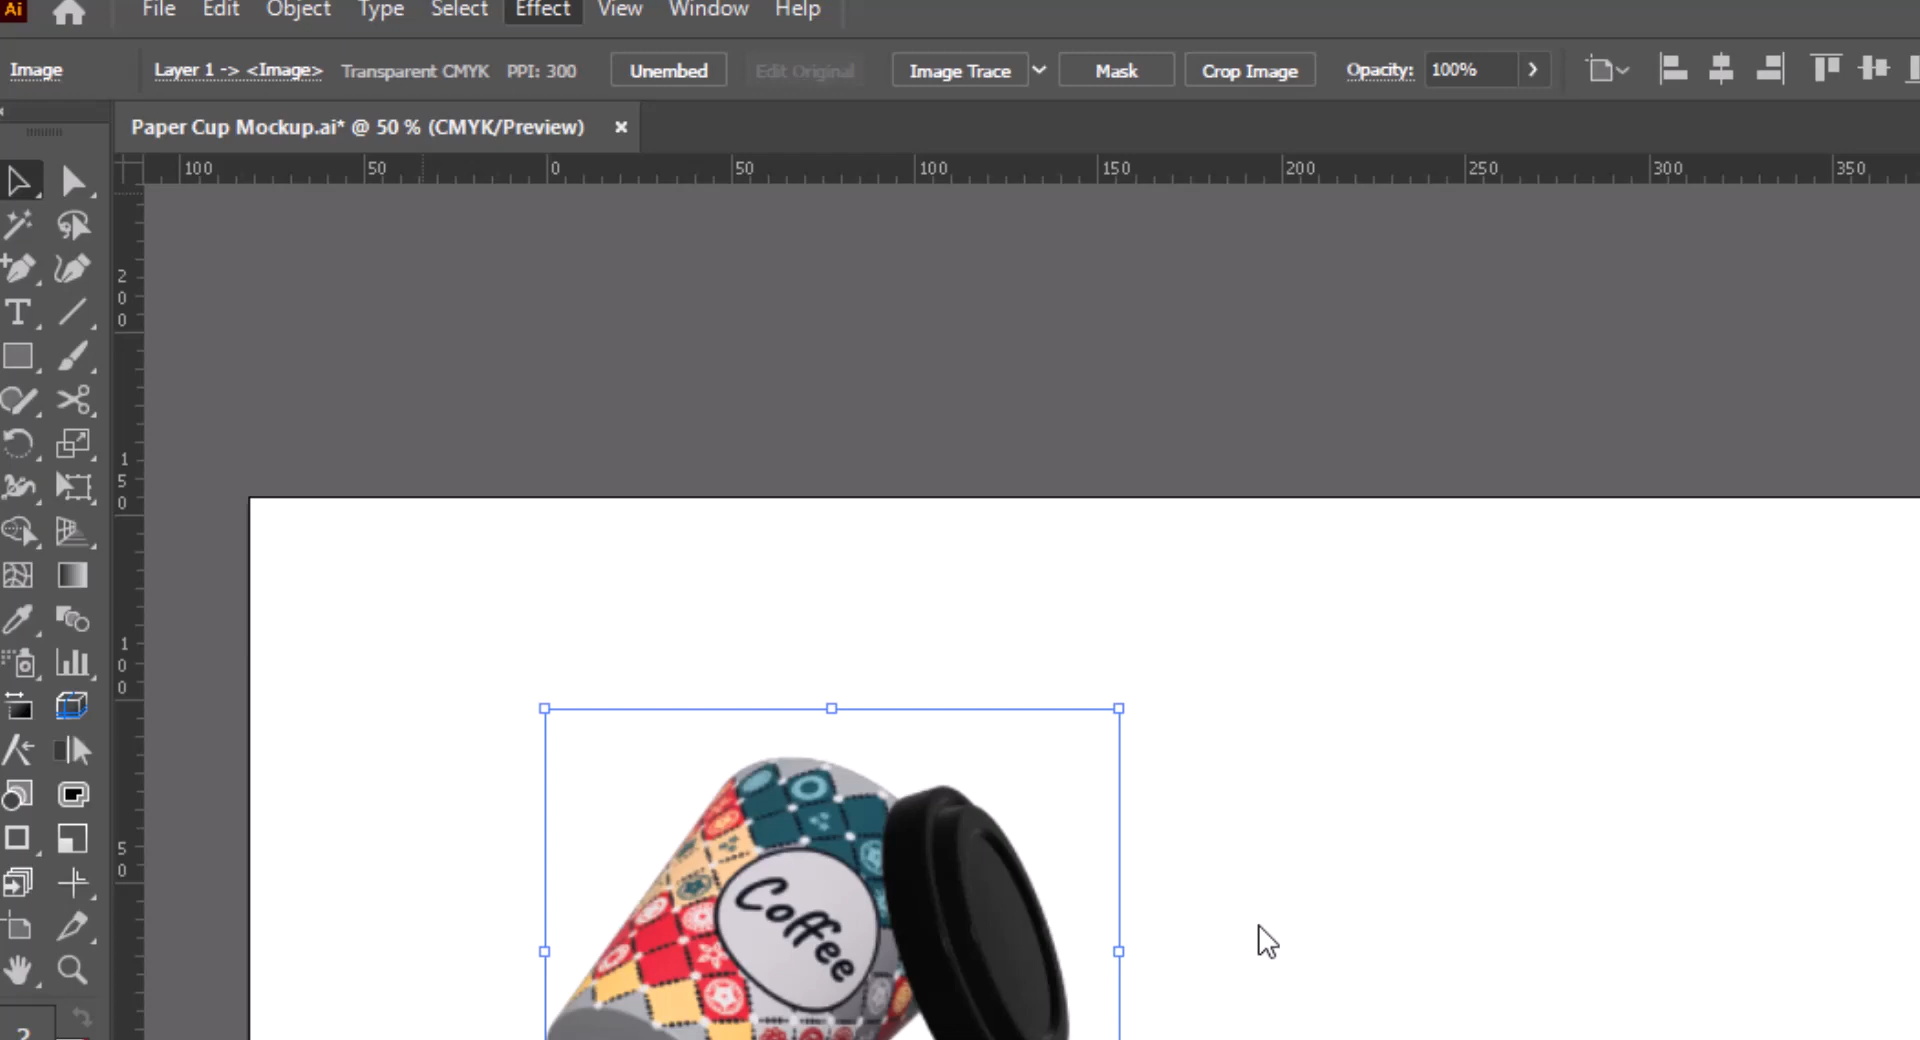 Ai File Edit Object Type Select Effect View Window Help
Image Layer 1 -> <Image> Transparent CMYK PPI: 300 Unembed Edit Original Image Trace Mask Crop Image Opacity: 100%
Paper Cup Mockup.ai* @ 50 % (CMYK/Preview) ×
100 50 0 50 100 150 200 250 300 350
200
150
100
50
Coffee
?